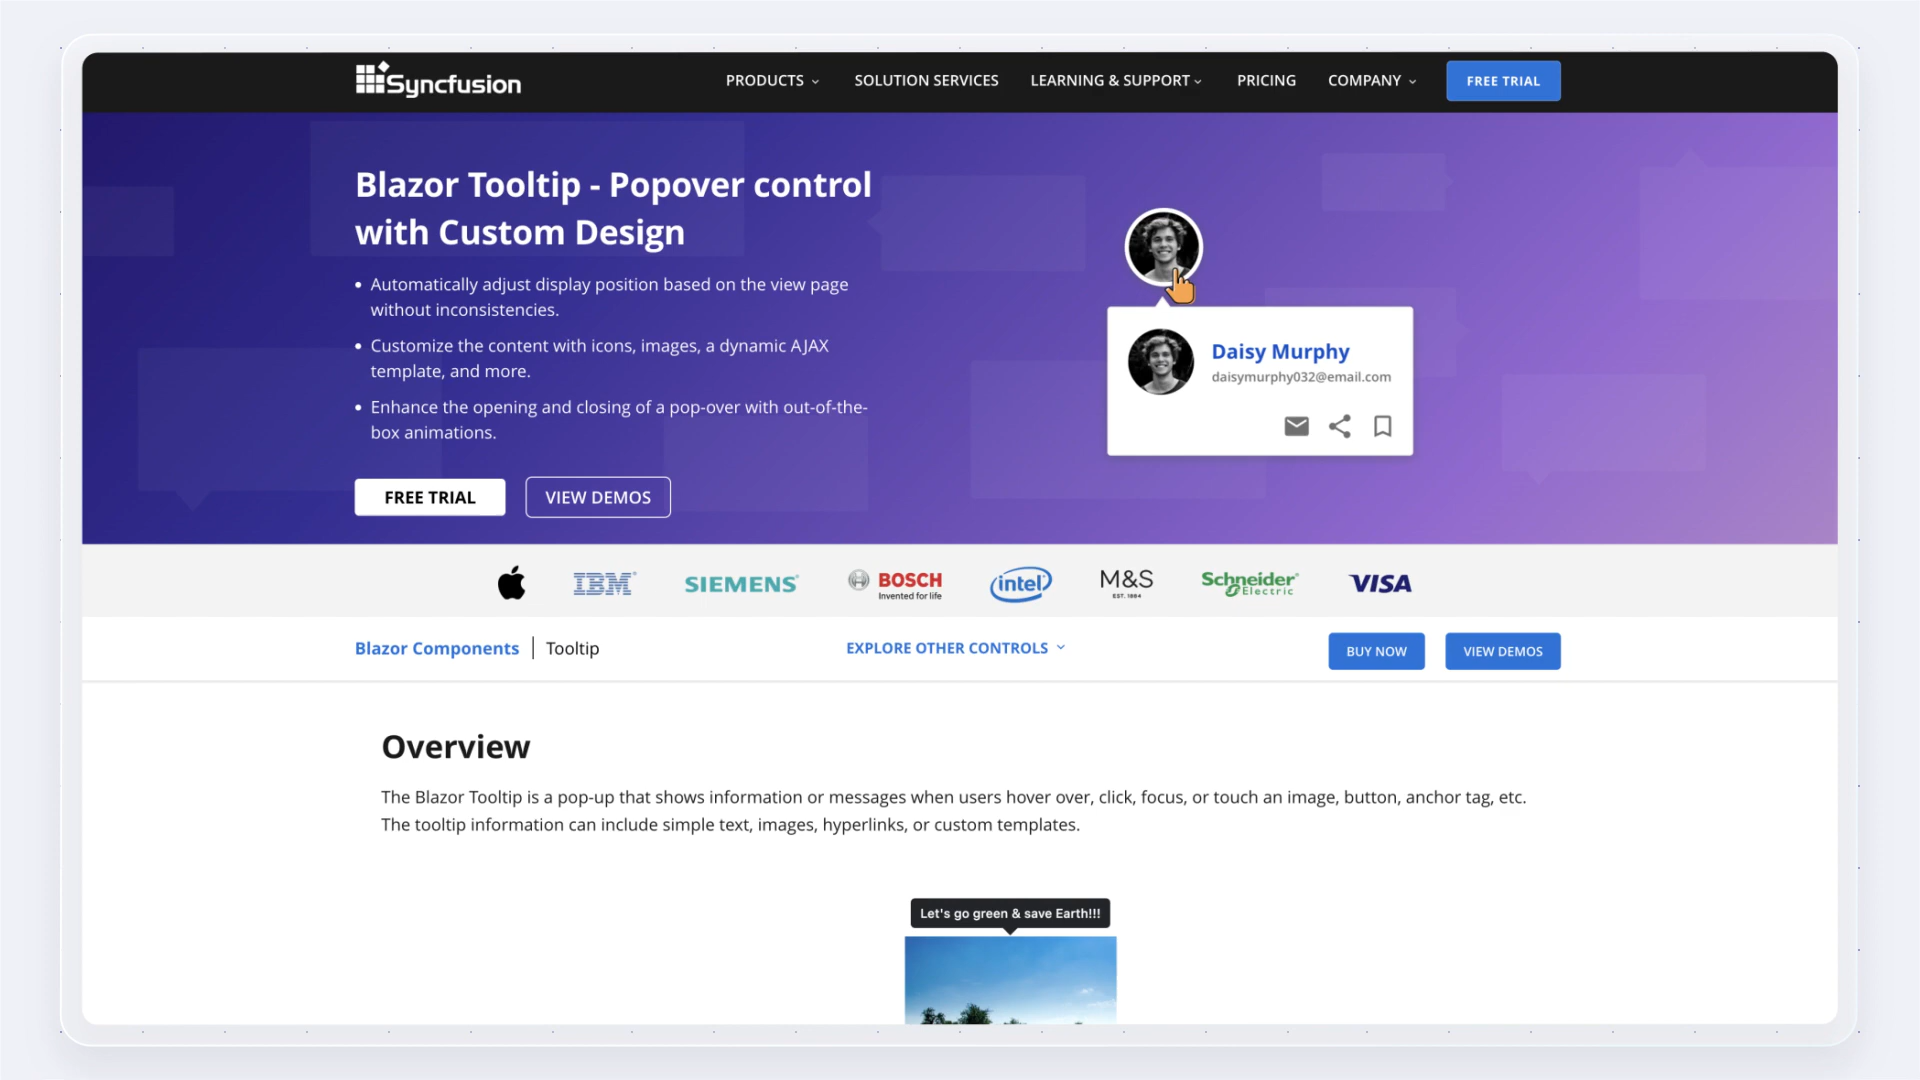 Syncfusion
PRODUCTS
SOLUTION SERVICES
LEARNING & SUPPORT
PRICING
COMPANY
FREE TRIAL
Blazor Tooltip - Popover control
with Custom Design
• Automatically adjust display position based on the view page
without inconsistencies.
• Customize the content with icons, images, a dynamic AJAX
template, and more.
• Enhance the opening and closing of a pop-over with out-of-the-
box animations.
FREE TRIAL
VIEW DEMOS
Daisy Murphy
daisymurphy032@email.com
IBM
SIEMENS
BOSCH
Invented for life
intel
M&S
EST. 1884
Schneider
Electric
VISA
Blazor Components
Tooltip
EXPLORE OTHER CONTROLS
BUY NOW
VIEW DEMOS
Overview
The Blazor Tooltip is a pop-up that shows information or messages when users hover over, click, focus, or touch an image, button, anchor tag, etc.
The tooltip information can include simple text, images, hyperlinks, or custom templates.
Let's go green & save Earth!!!